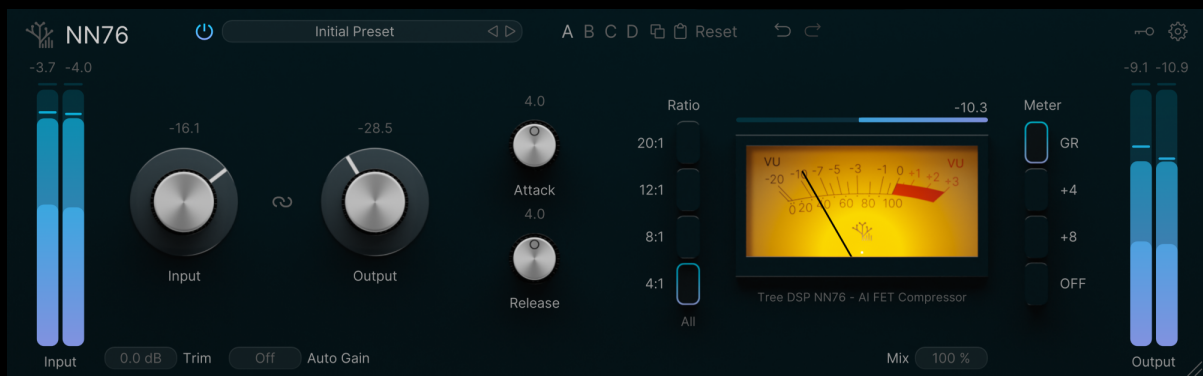 NN76
Initial Preset
A B C D Reset
-3.7 -4.0
-9.1 -10.9
-16.1
-28.5
Input
Output
4.0
Attack
4.0
Release
Ratio
20:1
12:1
8:1
4:1
All
-10.3
VU VU
-20 -10 -7 -5 -3 -1 0 +1 +2 +3
0 20 40 60 80 100
Tree DSP NN76 - AI FET Compressor
Meter
GR
+4
+8
OFF
Input
0.0 dB Trim Off Auto Gain
Mix 100 %
Output